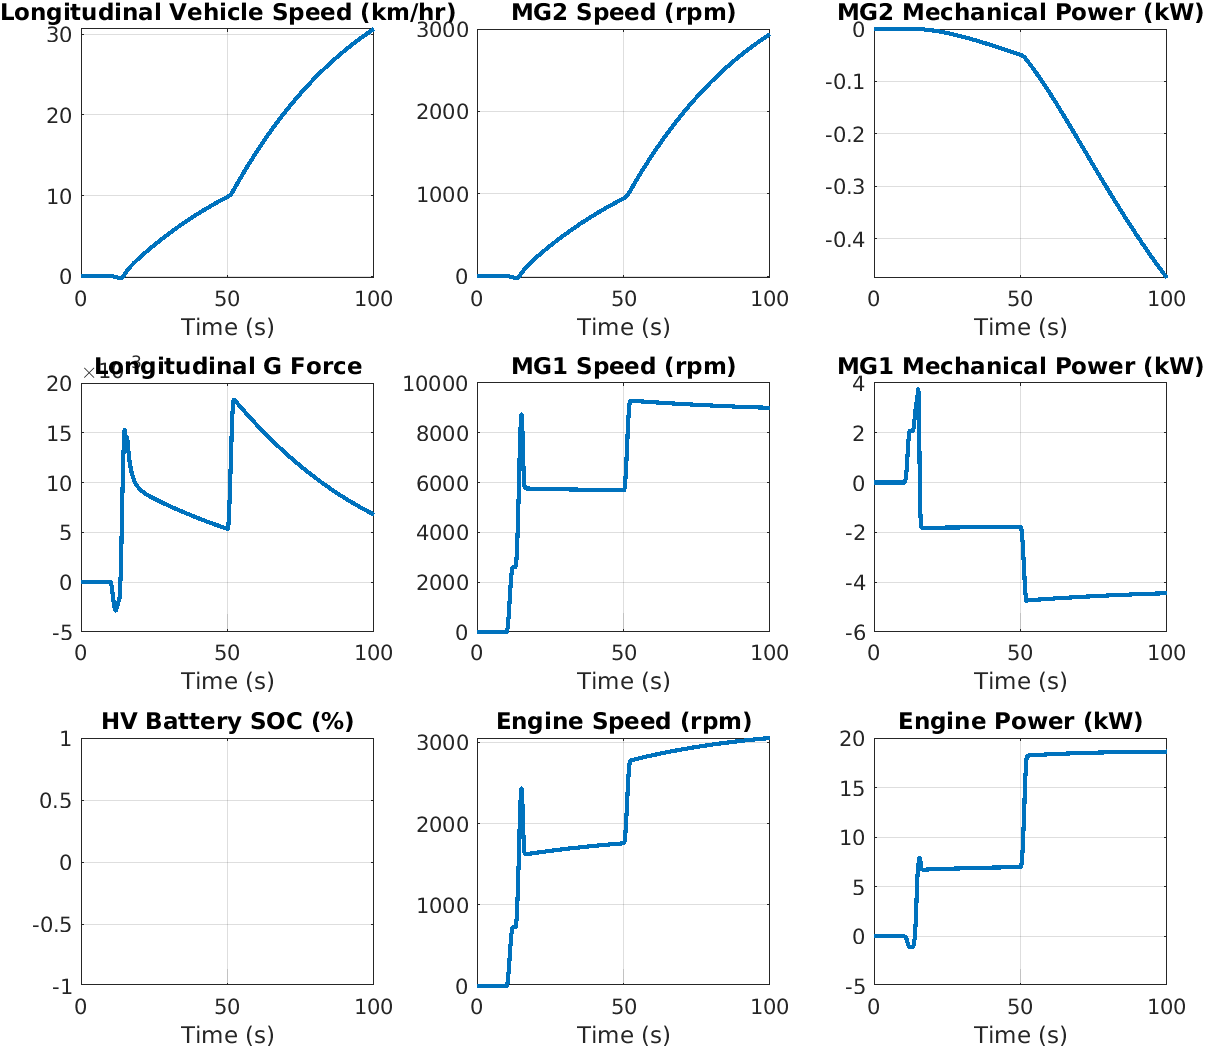 Longitudinal Vehicle Speed (km/hr)
30
20
10
0
0 50 100
Time (s)
MG2 Speed (rpm)
3000
2000
1000
0
0 50 100
Time (s)
MG2 Mechanical Power (kW)
0
-0.1
-0.2
-0.3
-0.4
0 50 100
Time (s)
Longitudinal G Force
×10-3
20
15
10
5
0
-5
0 50 100
Time (s)
MG1 Speed (rpm)
10000
8000
6000
4000
2000
0
0 50 100
Time (s)
MG1 Mechanical Power (kW)
4
2
0
-2
-4
-6
0 50 100
Time (s)
HV Battery SOC (%)
1
0.5
0
-0.5
-1
0 50 100
Time (s)
Engine Speed (rpm)
3000
2000
1000
0
0 50 100
Time (s)
Engine Power (kW)
20
15
10
5
0
-5
0 50 100
Time (s)